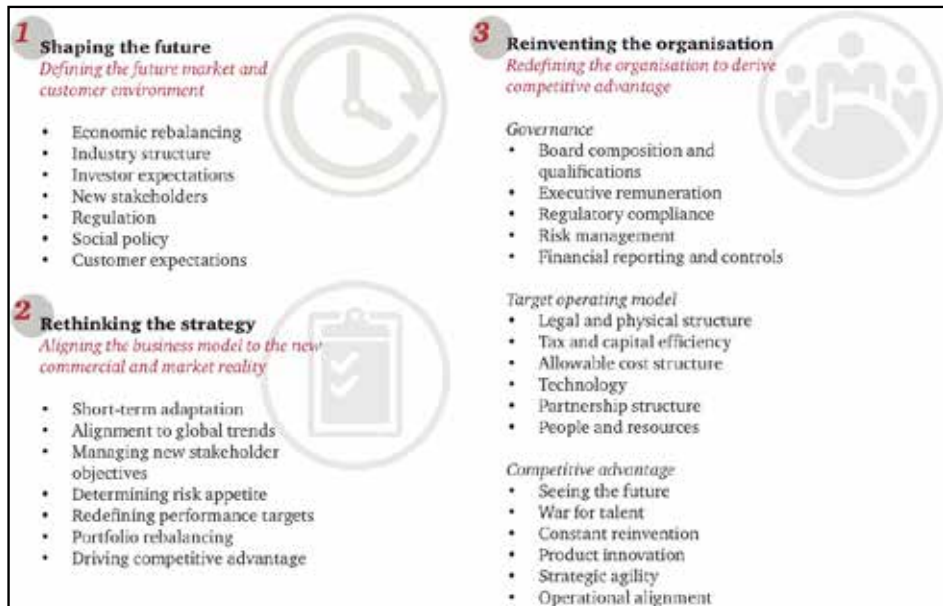 1
Shaping the future
Defining the future market and
customer environment
• Economic rebalancing
• Industry structure
• Investor expectations
• New stakeholders
• Regulation
• Social policy
• Customer expectations
2
Rethinking the strategy
Aligning the business model to the new
commercial and market reality
• Short-term adaptation
• Alignment to global trends
• Managing new stakeholder
objectives
• Determining risk appetite
• Redefining performance targets
• Portfolio rebalancing
• Driving competitive advantage
3
Reinventing the organisation
Redefining the organisation to derive
competitive advantage
Governance
• Board composition and
qualifications
• Executive remuneration
• Regulatory compliance
• Risk management
• Financial reporting and controls
Target operating model
• Legal and physical structure
• Tax and capital efficiency
• Allowable cost structure
• Technology
• Partnership structure
• People and resources
Competitive advantage
• Seeing the future
• War for talent
• Constant reinvention
• Product innovation
• Strategic agility
• Operational alignment